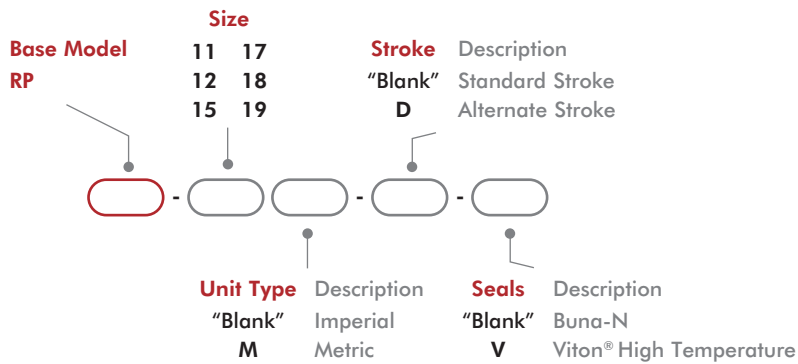 Size
Base Model 11 17 Stroke Description
RP 12 18 “Blank” Standard Stroke
15 19 D Alternate Stroke
- - -
Unit Type Description Seals Description
“Blank” Imperial “Blank” Buna-N
M Metric V Viton® High Temperature